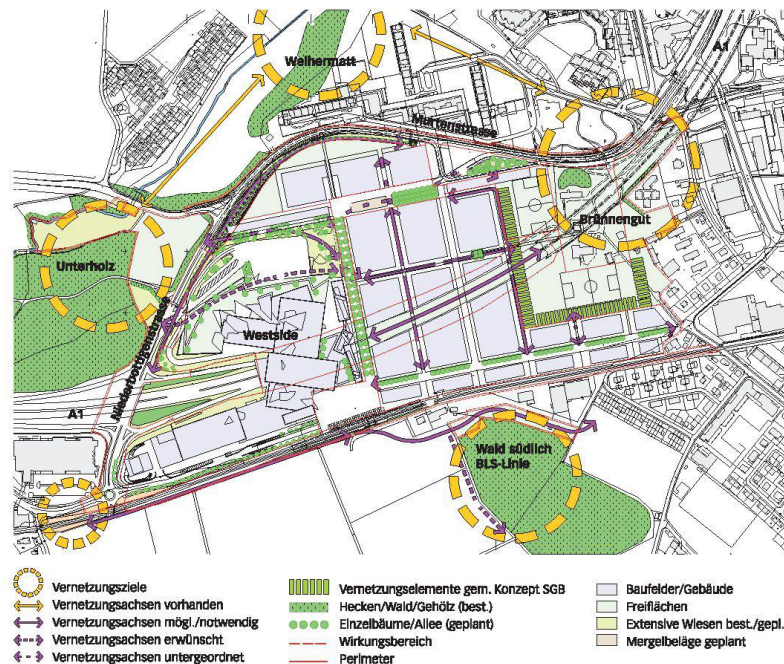 Weihermatt
A1
Murtenstrasse
Brünnengut
Unterholz
Westside
Niederbottigenstrasse
A1
Wald südlich
BLS-Linie
Vernetzungsziele
Vernetzungsachsen vorhanden
Vernetzungsachsen mögl./notwendig
Vernetzungsachsen erwünscht
Vernetzungsachsen untergeordnet
Vernetzungselemente gem. Konzept SGB
Hecken/Wald/Gehölz (best.)
Einzelbäume/Allee (geplant)
Wirkungsbereich
Perimeter
Baufelder/Gebäude
Freiflächen
Extensive Wiesen best./gepl.
Mergelbeläge geplant